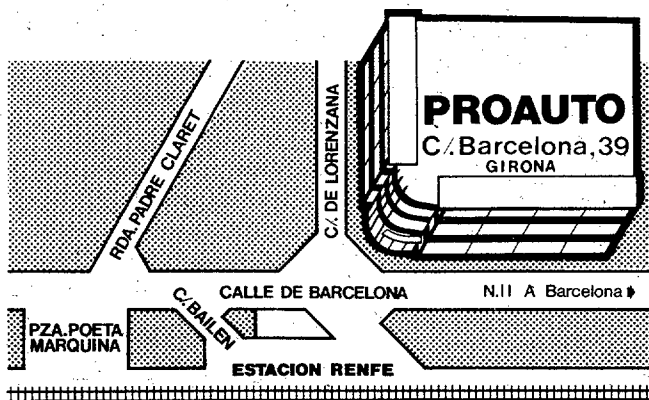 PROAUTO
C/.Barcelona, 39
GIRONA
RDA. PADRE CLARET
C/. DE LORENZANA
CALLE DE BARCELONA
N.II A Barcelona
C/. BAILEN
PZA. POETA
MARQUINA
ESTACION RENFE